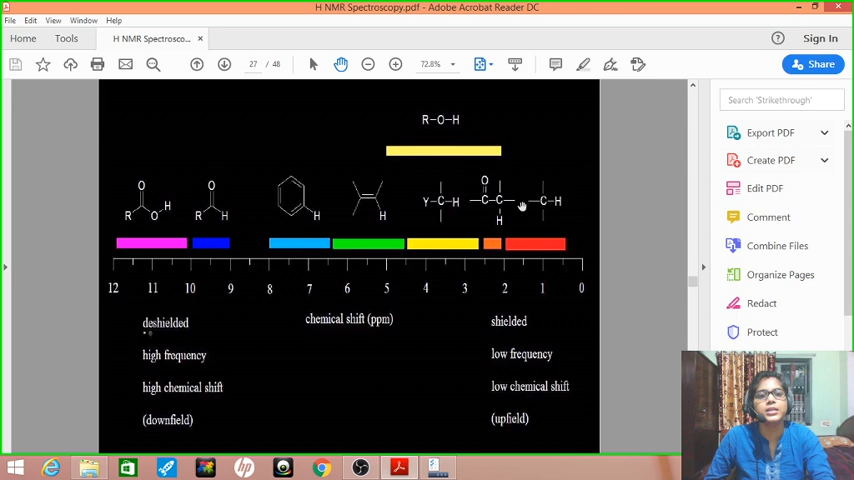 H NMR Spectroscopy.pdf - Adobe Acrobat Reader DC
File Edit View Window Help
Home Tools H NMR Spectrosco... × Sign In
27 / 48 72.8% Share
Search 'Strikethrough'
Export PDF
Create PDF
Edit PDF
Comment
Combine Files
Organize Pages
Redact
Protect
R-O-H
O O O
R O H R H H H Y-C-H -C-C- -C-H
H
12 11 10 9 8 7 6 5 4 3 2 1 0
chemical shift (ppm)
deshielded shielded
high frequency low frequency
high chemical shift low chemical shift
(downfield) (upfield)
hp